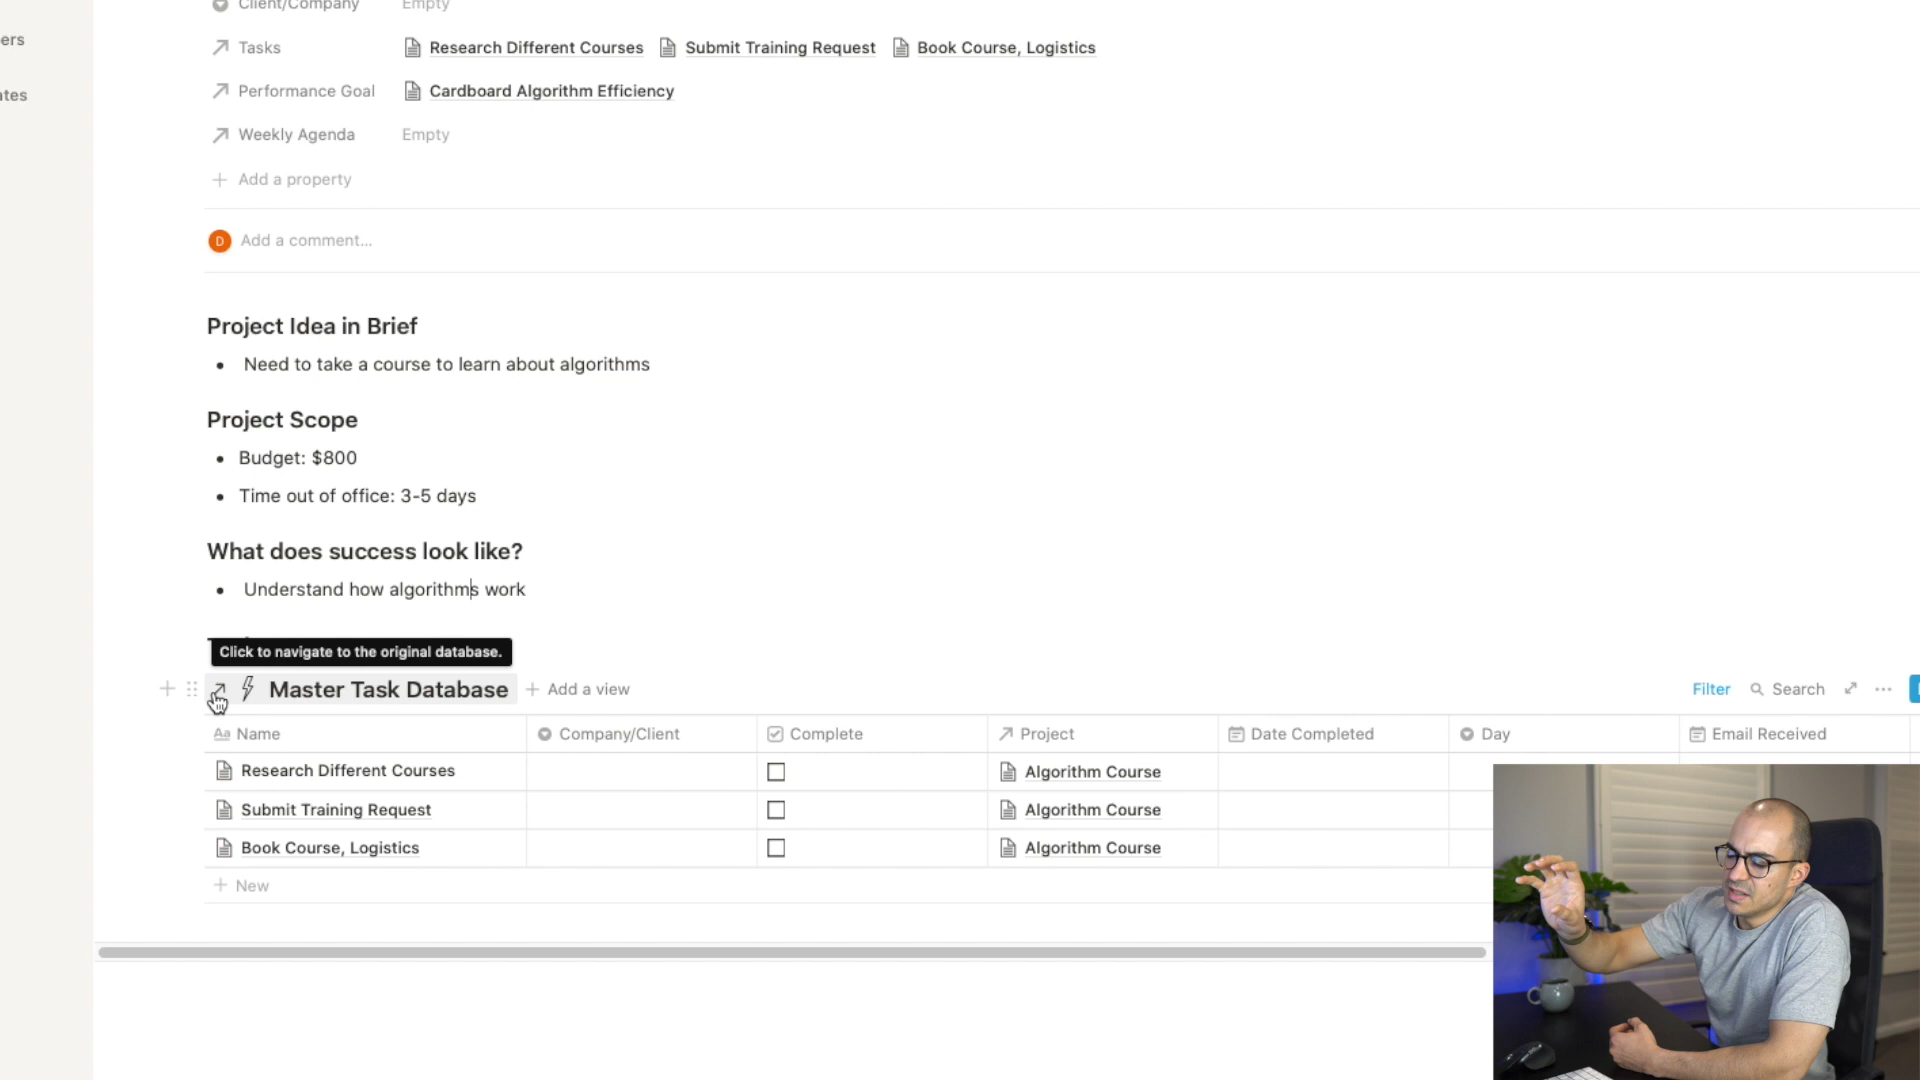 Client/Company Empty
ers
Tasks Research Different Courses Submit Training Request Book Course, Logistics
Performance Goal Cardboard Algorithm Efficiency
ates
Weekly Agenda Empty
Add a property
D Add a comment...
Project Idea in Brief
• Need to take a course to learn about algorithms
Project Scope
• Budget: $800
• Time out of office: 3-5 days
What does success look like?
• Understand how algorithms work
Click to navigate to the original database.
Master Task Database + Add a view Filter Search ...
Aa Name Company/Client Complete Project Date Completed Day Email Received
Research Different Courses Algorithm Course
Submit Training Request Algorithm Course
Book Course, Logistics Algorithm Course
+ New